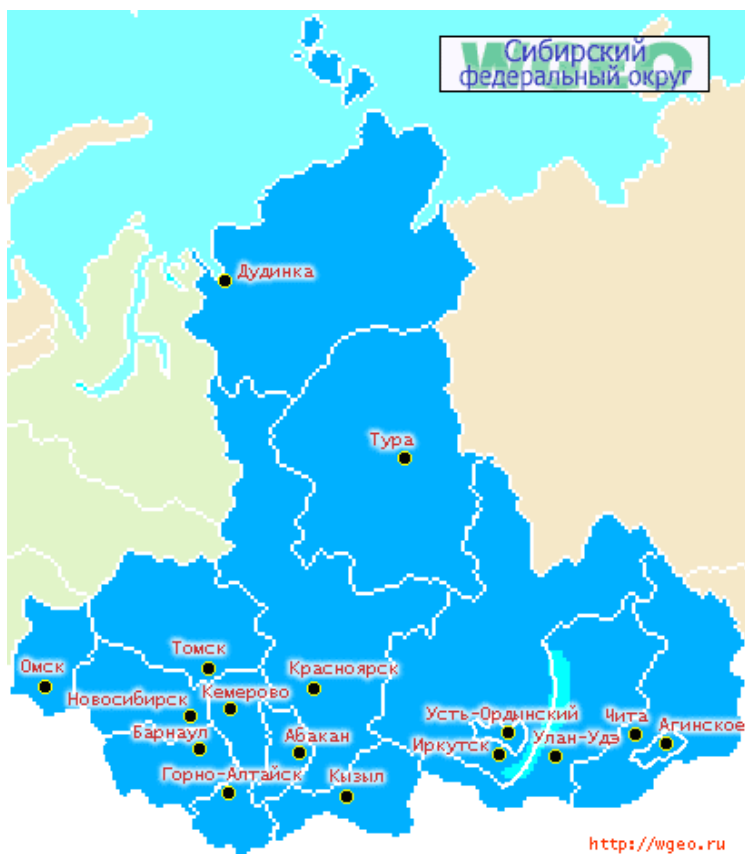 WGEO
Сибирский
федеральный округ
Дудинка
Тура
Томск
Омск
Красноярск
Кемерово
Новосибирск
Усть-Ордынский
Чита
Агинское
Барнаул
Абакан
Иркутск
Улан-Удэ
Горно-Алтайск
Кызыл
http://wgeo.ru